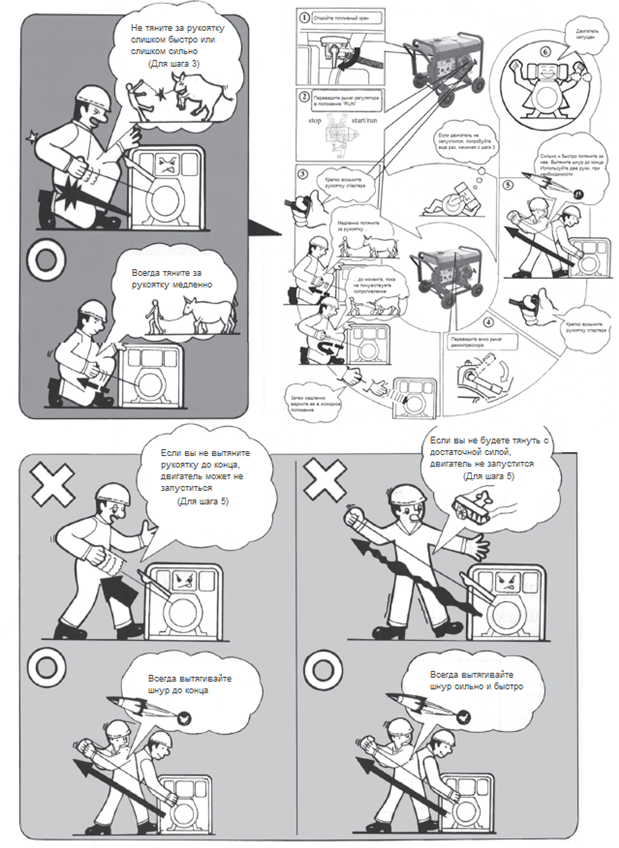 Не тяните за рукоятку
слишком быстро или
слишком сильно
(Для шага 3)
Всегда тяните за
рукоятку медленно
1
Откройте топливный кран
2
Переведите рычаг регулятора
в положение "RUN"
stop start/run
3
Крепко возьмите
рукоятку стартера
Медленно потяните
за рукоятку...
...до момента, пока
не почувствуете
сопротивление
Затем медленно
верните ее в исходное
положение
4
Переведите вниз рычаг
декомпрессора
5
Сильно и быстро потяните за
нее. Вытяните шнур до конца.
Используйте две руки, при
необходимости
Крепко возьмите
рукоятку стартера
6
Двигатель
запущен
Если двигатель не
запустился, попробуйте
еще раз, начиная с шага 3
Если вы не вытяните
рукоятку до конца,
двигатель может не
запуститься
(Для шага 5)
Если вы не будете тянуть с
достаточной силой,
двигатель не запустится
(Для шага 5)
Всегда вытягивайте
шнур до конца
Всегда вытягивайте
шнур сильно и быстро